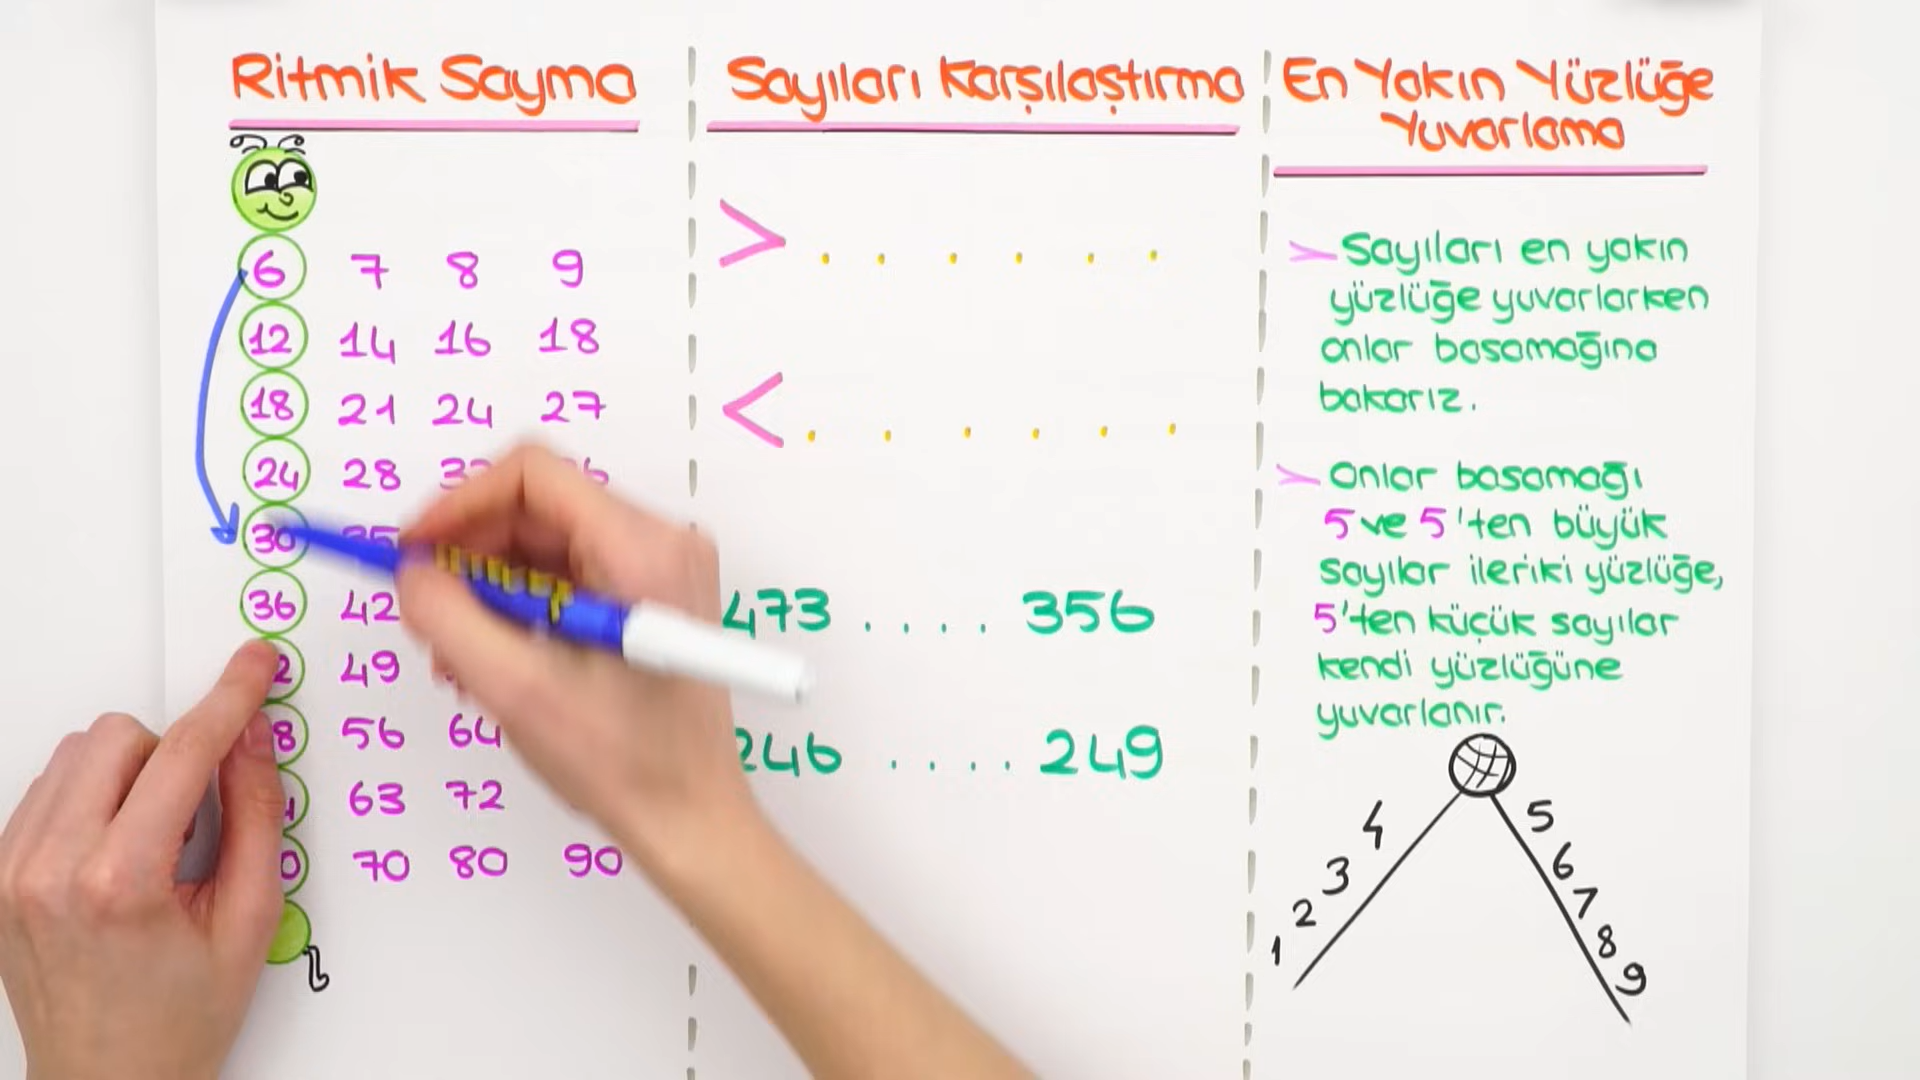 Ritmik Sayma
6 7 8 9
12 14 16 18
18 21 24 27
24 28
30 35
36 42
49
56 64
63 72
70 80 90
Sayıları Karşılaştırma
> . . . . . .
< . . . . . .
473 . . . . 356
246 . . . . 249
En Yakın Yüzlüğe
Yuvarlama
> Sayıları en yakın
yüzlüğe yuvarlarken
onlar basamağına
bakarız.
> Onlar basamağı
5 ve 5'ten büyük
sayılar ileriki yüzlüğe,
5'ten küçük sayılar
kendi yüzlüğüne
yuvarlanır.
4 5
3 6
2 7
1 8
9